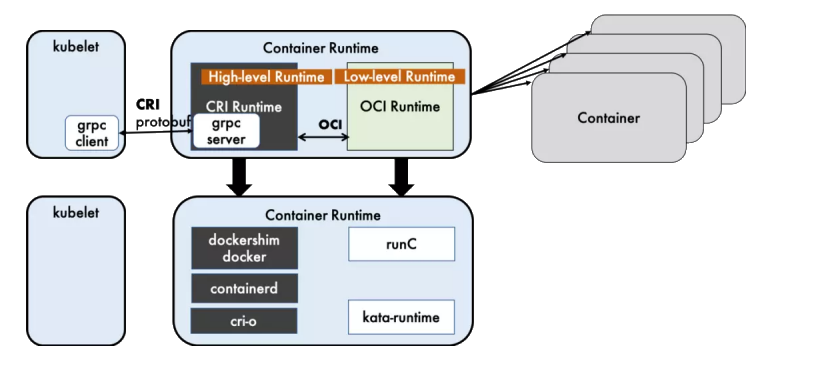 kubelet
Container Runtime
High-level Runtime
Low-level Runtime
CRI Runtime
OCI Runtime
CRI
protobuf
grpc
client
grpc
server
OCI
Container
kubelet
Container Runtime
dockershim
docker
runC
containerd
cri-o
kata-runtime